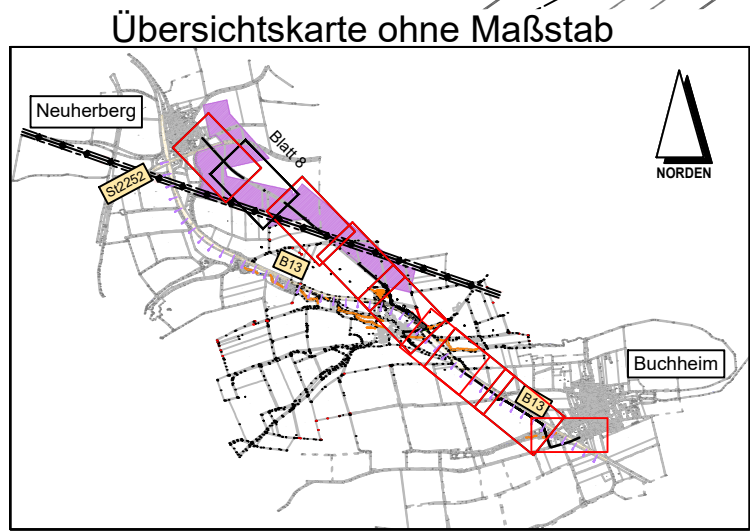 Übersichtskarte ohne Maßstab
Neuherberg
Blatt 8
St2252
NORDEN
B13
Buchheim
B13